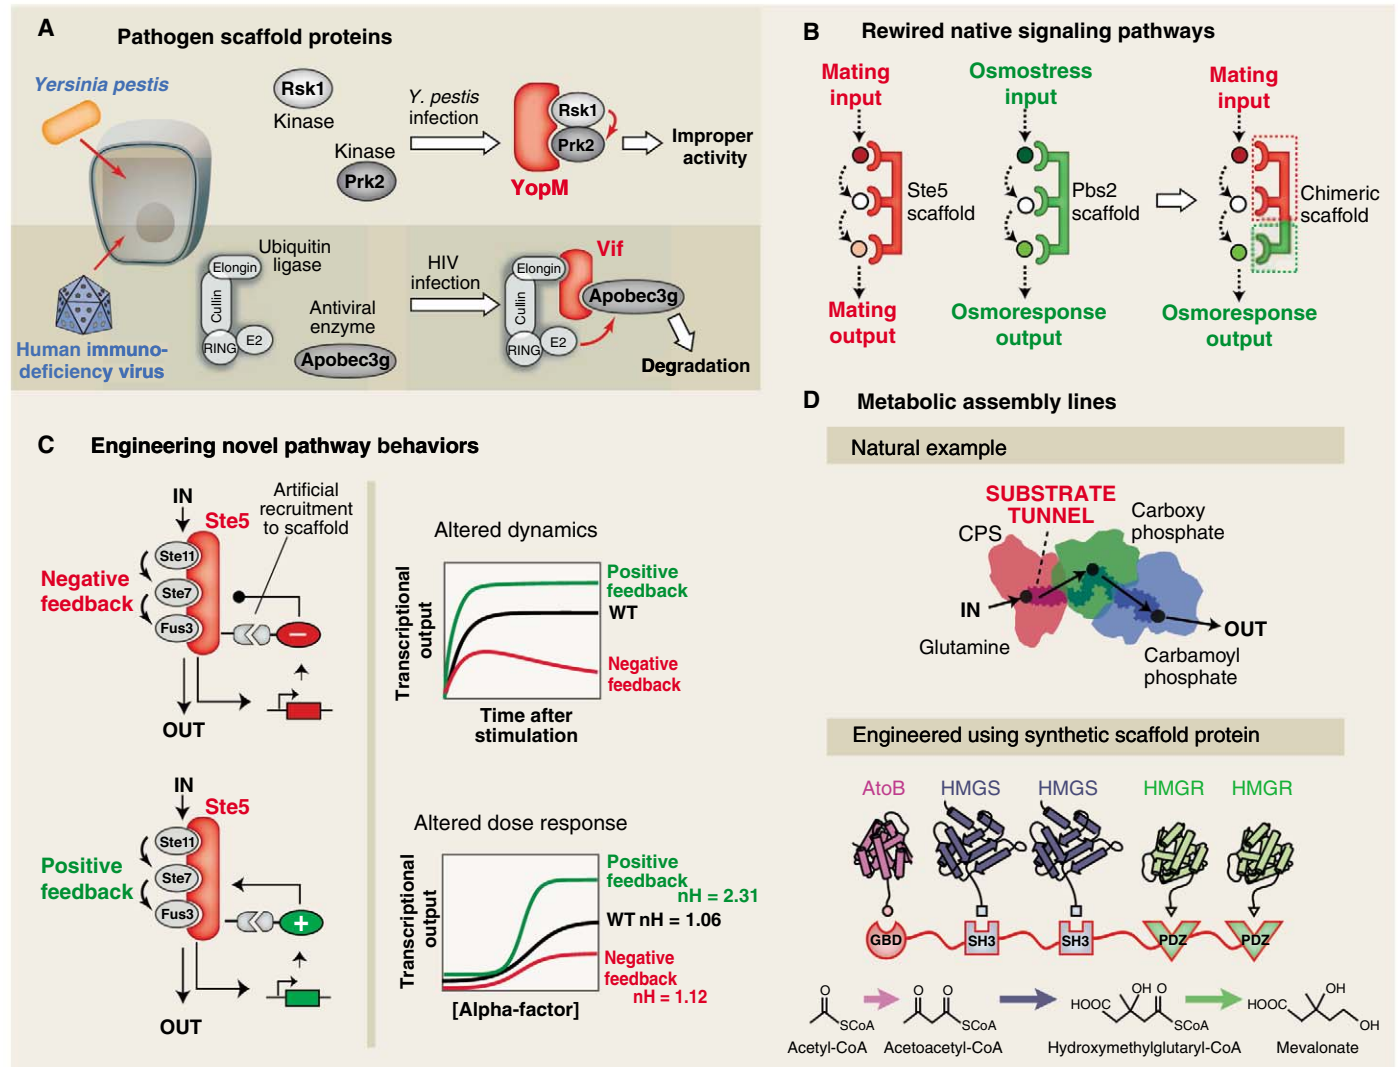 A
Pathogen scaffold proteins
Yersinia pestis
Rsk1
Kinase
Kinase
Prk2
Y. pestis
infection
Rsk1
Prk2
YopM
Improper
activity
Ubiquitin
ligase
Elongin
Cullin
RING
E2
Antiviral
enzyme
Apobec3g
Human immuno-
deficiency virus
HIV
infection
Vif
Elongin
Cullin
RING
E2
Apobec3g
Degradation
B
Rewired native signaling pathways
Mating
input
Ste5
scaffold
Mating
output
Osmostress
input
Pbs2
scaffold
Osmoresponse
output
Mating
input
Chimeric
scaffold
Osmoresponse
output
C
Engineering novel pathway behaviors
IN
Ste5
Artificial
recruitment
to scaffold
Ste11
Ste7
Fus3
Negative
feedback
−
OUT
IN
Ste5
Ste11
Ste7
Fus3
Positive
feedback
+
OUT
Altered dynamics
Transcriptional
output
Positive
feedback
WT
Negative
feedback
Time after
stimulation
Altered dose response
Transcriptional
output
Positive
feedback
nH = 2.31
WT nH = 1.06
Negative
feedback
nH = 1.12
[Alpha-factor]
D
Metabolic assembly lines
Natural example
SUBSTRATE
TUNNEL
CPS
Carboxy
phosphate
IN
Glutamine
OUT
Carbamoyl
phosphate
Engineered using synthetic scaffold protein
AtoB
HMGS
HMGS
HMGR
HMGR
GBD
SH3
SH3
PDZ
PDZ
O
SCoA
Acetyl-CoA
O
O
SCoA
Acetoacetyl-CoA
HOOC
OH
O
SCoA
Hydroxymethylglutaryl-CoA
HOOC
OH
OH
Mevalonate